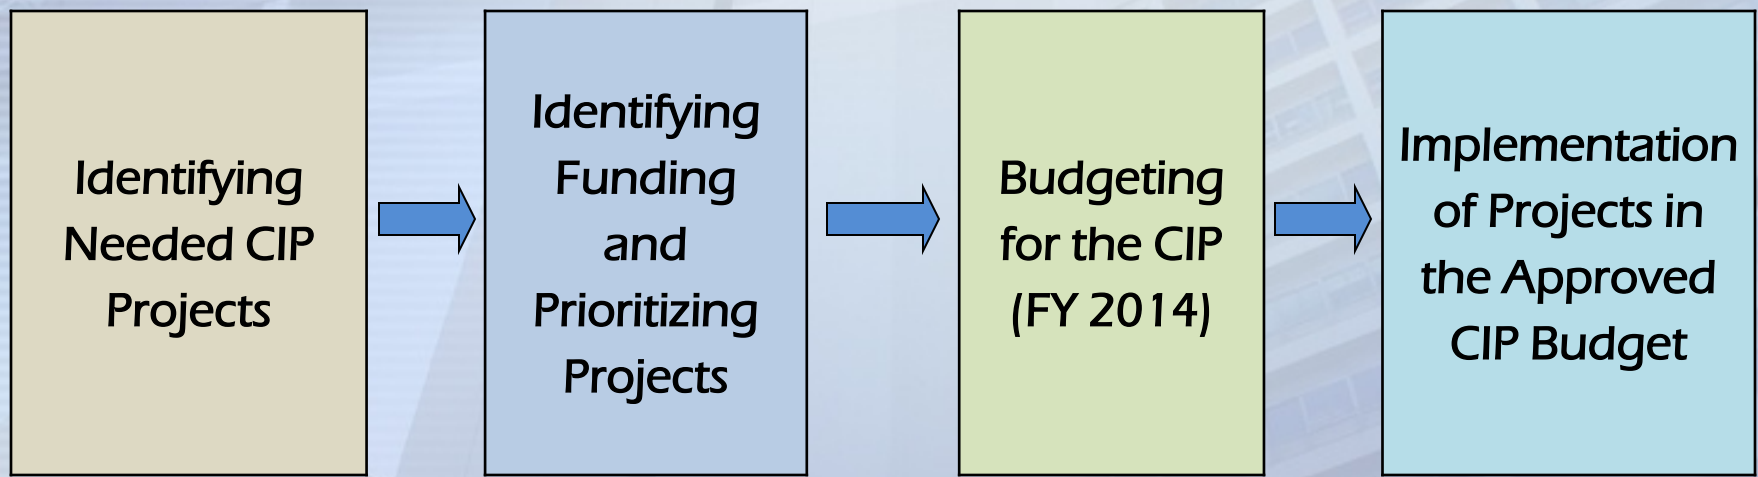 Identifying
Needed CIP
Projects
Identifying
Funding
and
Prioritizing
Projects
Budgeting
for the CIP
(FY 2014)
Implementation
of Projects in
the Approved
CIP Budget